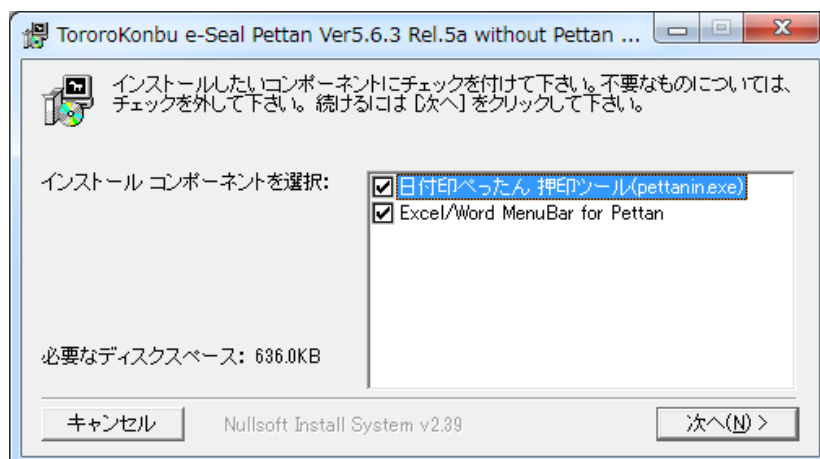 TororoKonbu e-Seal Pettan Ver5.6.3 Rel.5a without Pettan ...
インストールしたいコンポーネントにチェックを付けて下さい。不要なものについては、
チェックを外して下さい。続けるには [次へ] をクリックして下さい。
インストール コンポーネントを選択:
日付印ぺったん 押印ツール(pettanin.exe)
Excel/Word MenuBar for Pettan
必要なディスクスペース: 636.0KB
キャンセル
Nullsoft Install System v2.39
次へ(N) >